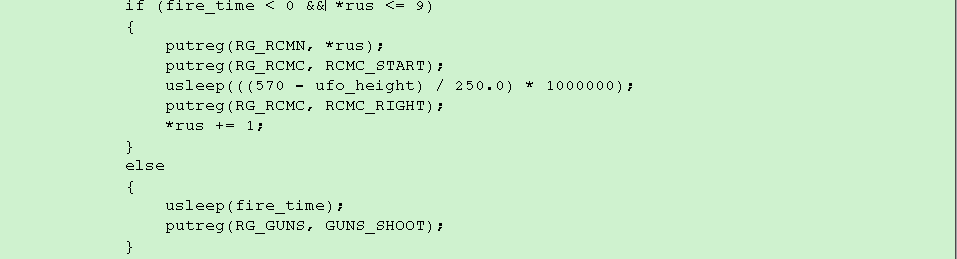 if (fire_time < 0 && *rus <= 9)
{
putreg(RG_RCMN, *rus);
putreg(RG_RCMC, RCMC_START);
usleep(((570 - ufo_height) / 250.0) * 1000000);
putreg(RG_RCMC, RCMC_RIGHT);
*rus += 1;
}
else
{
usleep(fire_time);
putreg(RG_GUNS, GUNS_SHOOT);
}